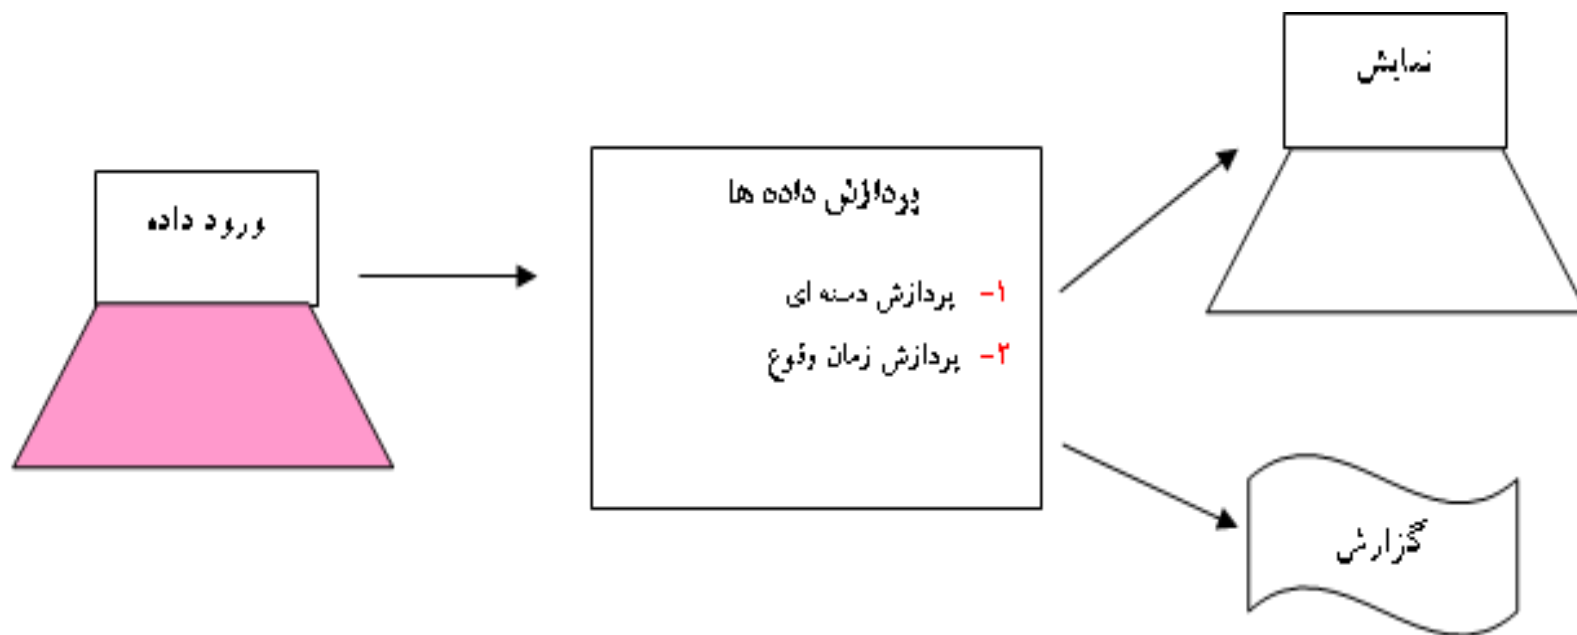 نمایش
ورود داده
پردازش داده ها
۱- پردازش دسته ای
۲- پردازش زمان وقوع
گزارش